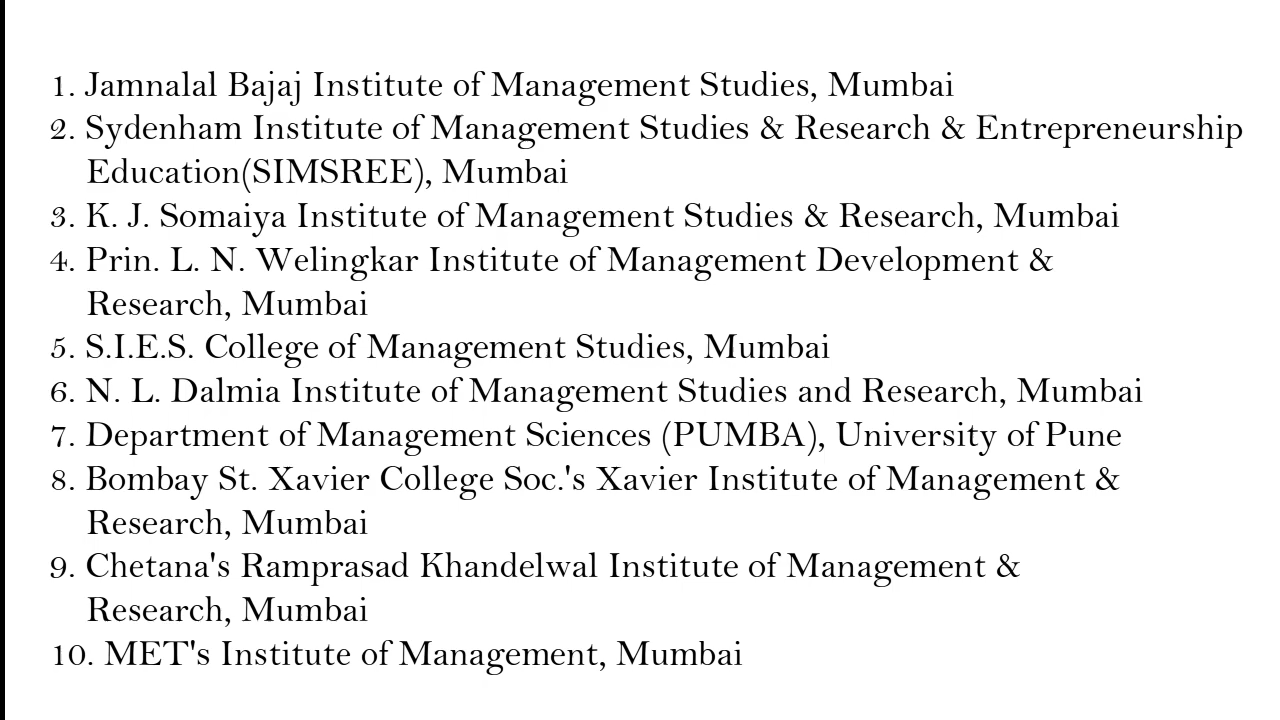 1. Jamnalal Bajaj Institute of Management Studies, Mumbai
2. Sydenham Institute of Management Studies & Research & Entrepreneurship
Education(SIMSREE), Mumbai
3. K. J. Somaiya Institute of Management Studies & Research, Mumbai
4. Prin. L. N. Welingkar Institute of Management Development &
Research, Mumbai
5. S.I.E.S. College of Management Studies, Mumbai
6. N. L. Dalmia Institute of Management Studies and Research, Mumbai
7. Department of Management Sciences (PUMBA), University of Pune
8. Bombay St. Xavier College Soc.'s Xavier Institute of Management &
Research, Mumbai
9. Chetana's Ramprasad Khandelwal Institute of Management &
Research, Mumbai
10. MET's Institute of Management, Mumbai